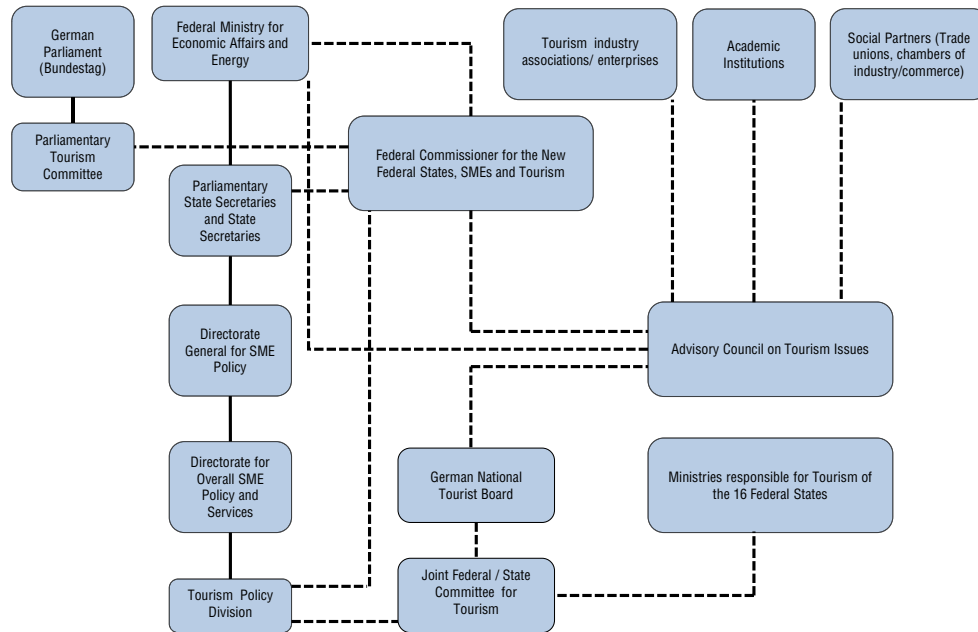 German
Parliament
(Bundestag)
Federal Ministry for
Economic Affairs and
Energy
Tourism industry
associations/ enterprises
Academic
Institutions
Social Partners (Trade
unions, chambers of
industry/commerce)
Parliamentary
Tourism
Committee
Federal Commissioner for the New
Federal States, SMEs and Tourism
Parliamentary
State Secretaries
and State
Secretaries
Directorate
General for SME
Policy
Advisory Council on Tourism Issues
Directorate for
Overall SME
Policy and
Services
German National
Tourist Board
Ministries responsible for Tourism of
the 16 Federal States
Tourism Policy
Division
Joint Federal / State
Committee for
Tourism